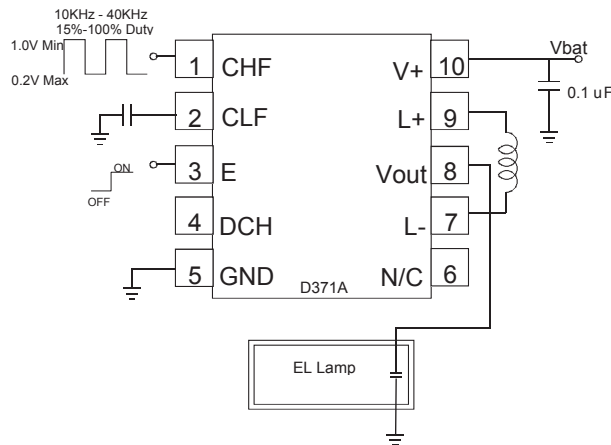 10KHz - 40KHz
15%-100% Duty
1.0V Min
0.2V Max
1 CHF
2 CLF
3 E
ON
OFF
4 DCH
5 GND
V+ 10
Vbat
0.1 uF
L+ 9
Vout 8
L- 7
N/C 6
D371A
EL Lamp